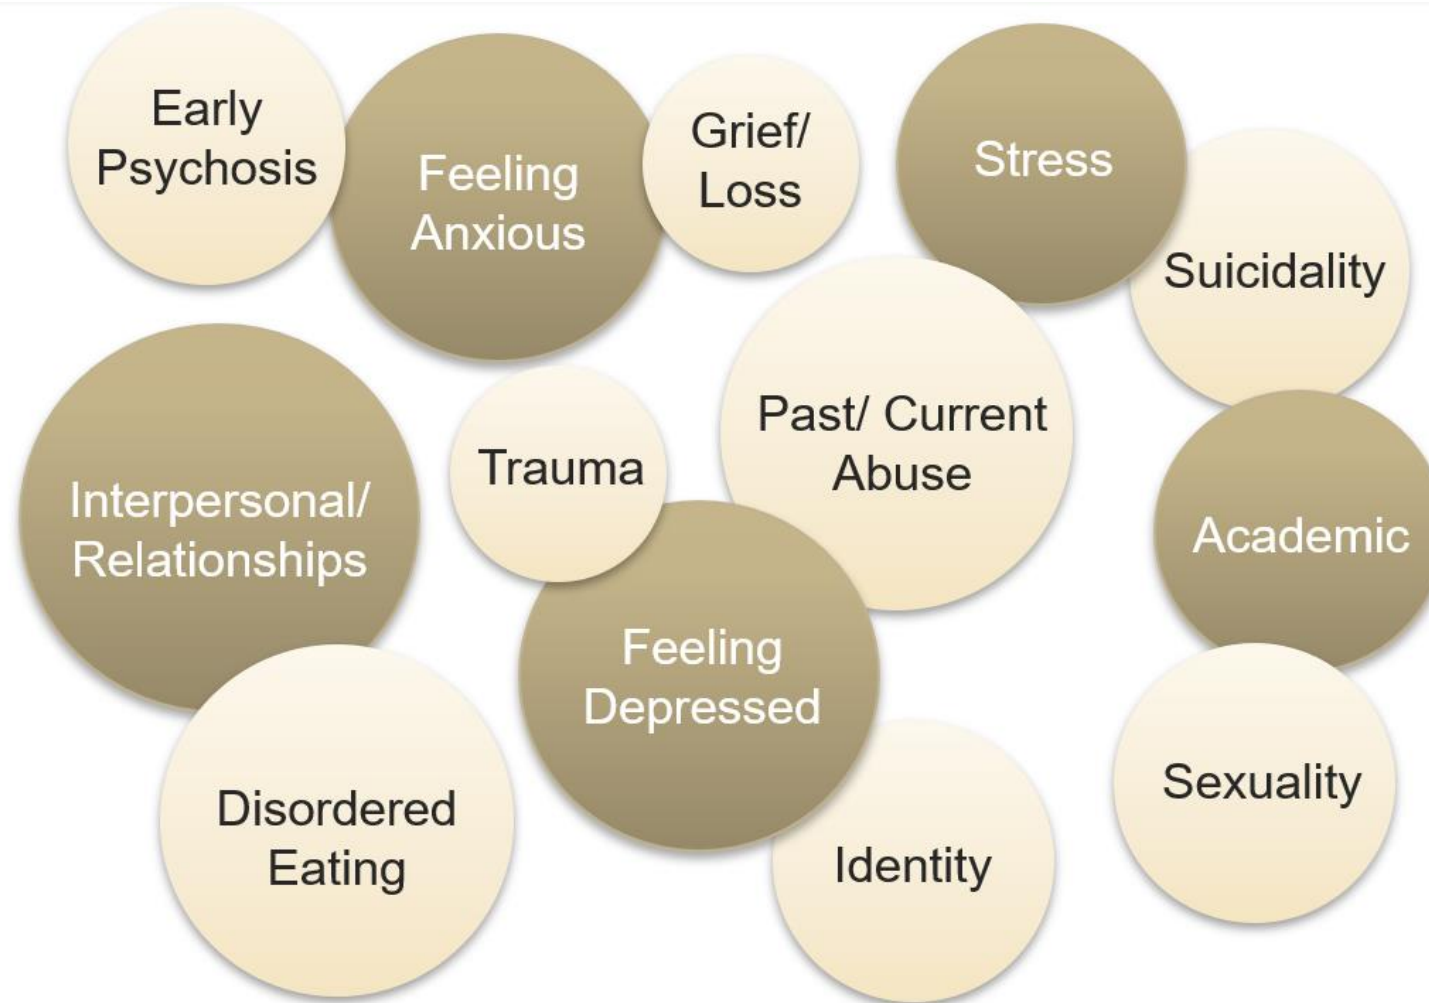 Early
Psychosis
Feeling
Anxious
Grief/
Loss
Stress
Suicidality
Interpersonal/
Relationships
Trauma
Past/ Current
Abuse
Academic
Feeling
Depressed
Disordered
Eating
Identity
Sexuality